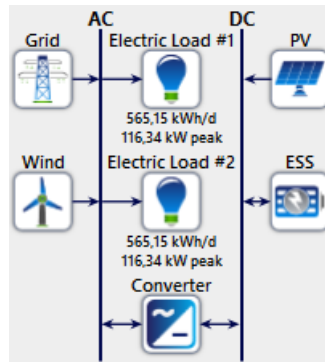 AC DC
Grid Electric Load #1 PV
565,15 kWh/d
116,34 kW peak
Wind Electric Load #2 ESS
565,15 kWh/d
116,34 kW peak
Converter